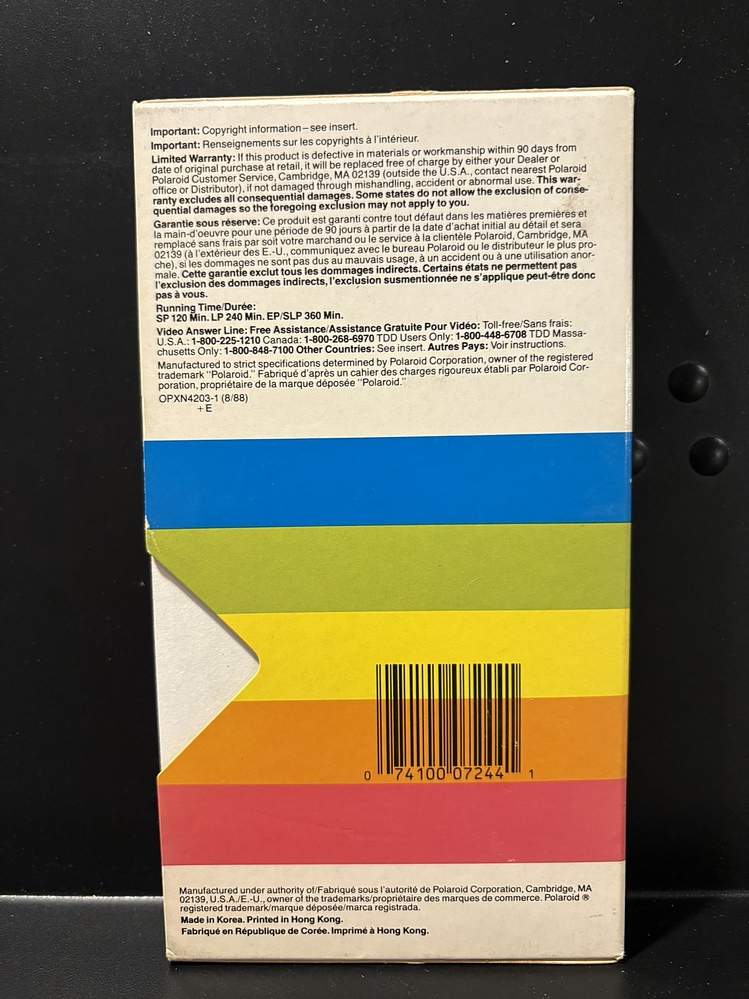 Important: Copyright information – see insert.
Important: Renseignements sur les copyrights à l'intérieur.
Limited Warranty: If this product is defective in materials or workmanship within 90 days from
date of original purchase at retail, it will be replaced free of charge by either your Dealer or
Polaroid Customer Service, Cambridge, MA 02139 (outside the U.S.A., contact nearest Polaroid
office or Distributor), if not damaged through mishandling, accident or abnormal use. This war-
ranty excludes all consequential damages. Some states do not allow the exclusion of conse-
quential damages so the foregoing exclusion may not apply to you.
Garantie sous réserve: Ce produit est garanti contre tout défaut dans les matières premières et
la main-d'oeuvre pour une période de 90 jours à partir de la date d'achat initial au détail et sera
remplacé sans frais par soit votre marchand ou le service à la clientèle Polaroid, Cambridge, MA
02139 (à l'extérieur des E.-U., communiquez avec le bureau Polaroid ou le distributeur le plus pro-
che), si les dommages ne sont pas dus au mauvais usage, à un accident ou à une utilisation anor-
male. Cette garantie exclut tous les dommages indirects. Certains états ne permettent pas
l'exclusion des dommages indirects, l'exclusion susmentionnée ne s'applique peut-être donc
pas à vous.
Running Time/Durée:
SP 120 Min. LP 240 Min. EP/SLP 360 Min.
Video Answer Line: Free Assistance/Assistance Gratuite Pour Vidéo: Toll-free/Sans frais:
U.S.A.: 1-800-225-1210 Canada: 1-800-268-6970 TDD Users Only: 1-800-448-6708 TDD Massa-
chusetts Only: 1-800-848-7100 Other Countries: See insert. Autres Pays: Voir instructions.
Manufactured to strict specifications determined by Polaroid Corporation, owner of the registered
trademark "Polaroid." Fabriqué d'après un cahier des charges rigoureux établi par Polaroid Cor-
poration, propriétaire de la marque déposée "Polaroid."
OPXN4203-1 (8/88)
+E
0 74100 07244 1
Manufactured under authority of/Fabriqué sous l'autorité de Polaroid Corporation, Cambridge, MA
02139, U.S.A./E.-U., owner of the trademarks/propriétaire des marques de commerce. Polaroid ®
registered trademark/marque déposée/marca registrada.
Made in Korea. Printed in Hong Kong.
Fabriqué en République de Corée. Imprimé à Hong Kong.